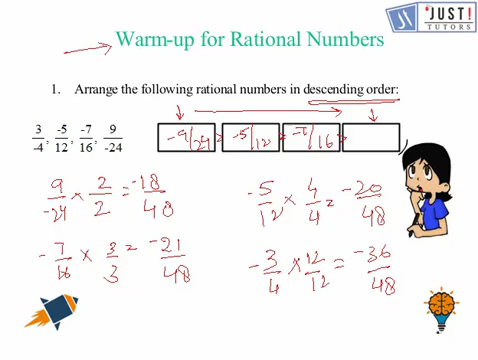 JUST!
TUTORS
Warm-up for Rational Numbers
1. Arrange the following rational numbers in descending order:
3/-4, -5/12, -7/16, 9/-24
-9/24 > -5/12 > -7/16 >
9/-24 × 2/2 = -18/48
-5/12 × 4/4 = -20/48
-7/16 × 3/3 = -21/48
-3/4 × 12/12 = -36/48